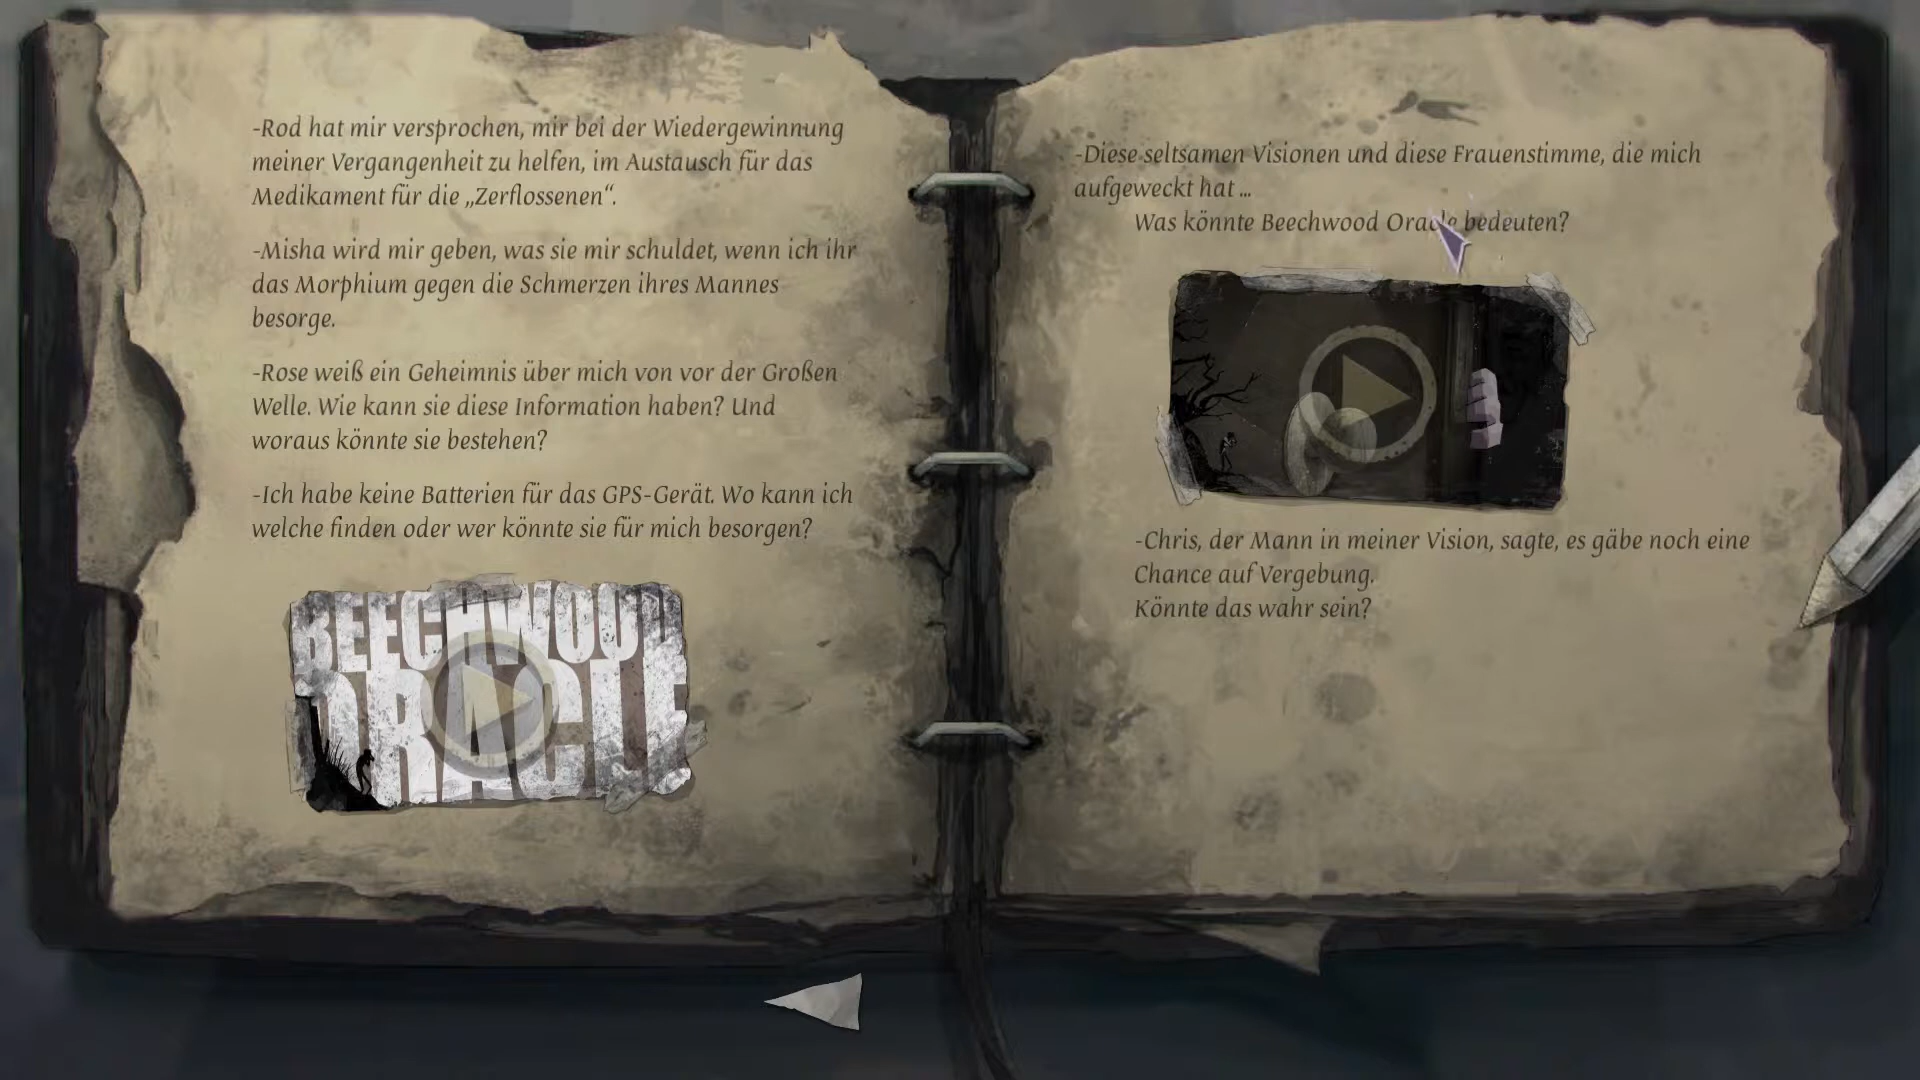 -Rod hat mir versprochen, mir bei der Wiedergewinnung
meiner Vergangenheit zu helfen, im Austausch für das
Medikament für die „Zerflossenen“.
-Misha wird mir geben, was sie mir schuldet, wenn ich ihr
das Morphium gegen die Schmerzen ihres Mannes
besorge.
-Rose weiß ein Geheimnis über mich von vor der Großen
Welle. Wie kann sie diese Information haben? Und
woraus könnte sie bestehen?
-Ich habe keine Batterien für das GPS-Gerät. Wo kann ich
welche finden oder wer könnte sie für mich besorgen?
BEECHWOOD
ORACLE
-Diese seltsamen Visionen und diese Frauenstimme, die mich
aufgeweckt hat ...
Was könnte Beechwood Oracle bedeuten?
-Chris, der Mann in meiner Vision, sagte, es gäbe noch eine
Chance auf Vergebung.
Könnte das wahr sein?